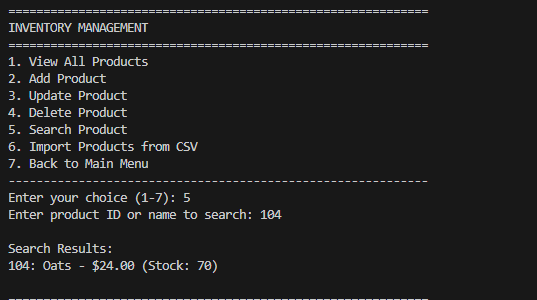 ============================================================
INVENTORY MANAGEMENT
============================================================
1. View All Products
2. Add Product
3. Update Product
4. Delete Product
5. Search Product
6. Import Products from CSV
7. Back to Main Menu
------------------------------------------------------------
Enter your choice (1-7): 5
Enter product ID or name to search: 104

Search Results:
104: Oats - $24.00 (Stock: 70)

============================================================